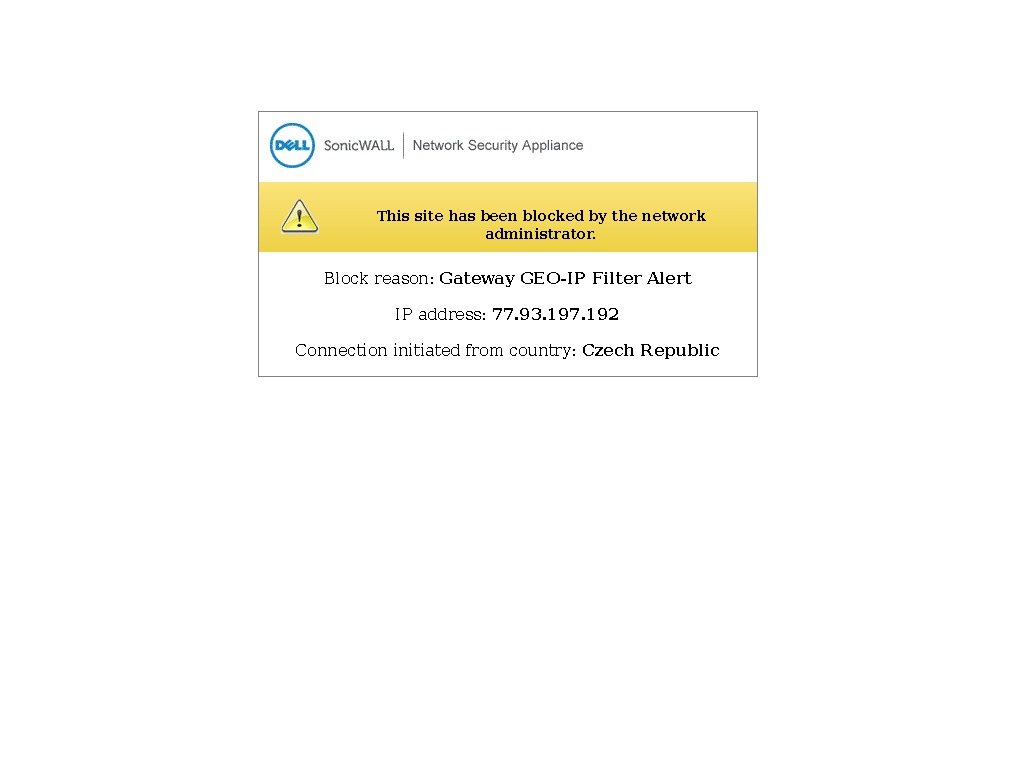 DELL SonicWALL | Network Security Appliance
This site has been blocked by the network
administrator.
Block reason: Gateway GEO-IP Filter Alert
IP address: 77.93.197.192
Connection initiated from country: Czech Republic